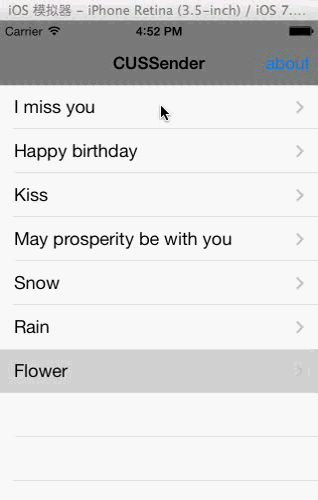 iOS 模拟器 – iPhone Retina (3.5-inch) / iOS 7....
Carrier 4:52 PM
CUSSender about
I miss you
Happy birthday
Kiss
May prosperity be with you
Snow
Rain
Flower